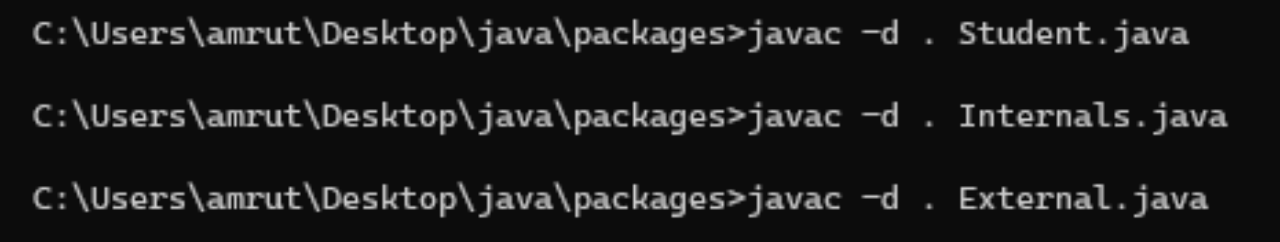 C:\Users\amrut\Desktop\java\packages>javac -d . Student.java
C:\Users\amrut\Desktop\java\packages>javac -d . Internals.java
C:\Users\amrut\Desktop\java\packages>javac -d . External.java